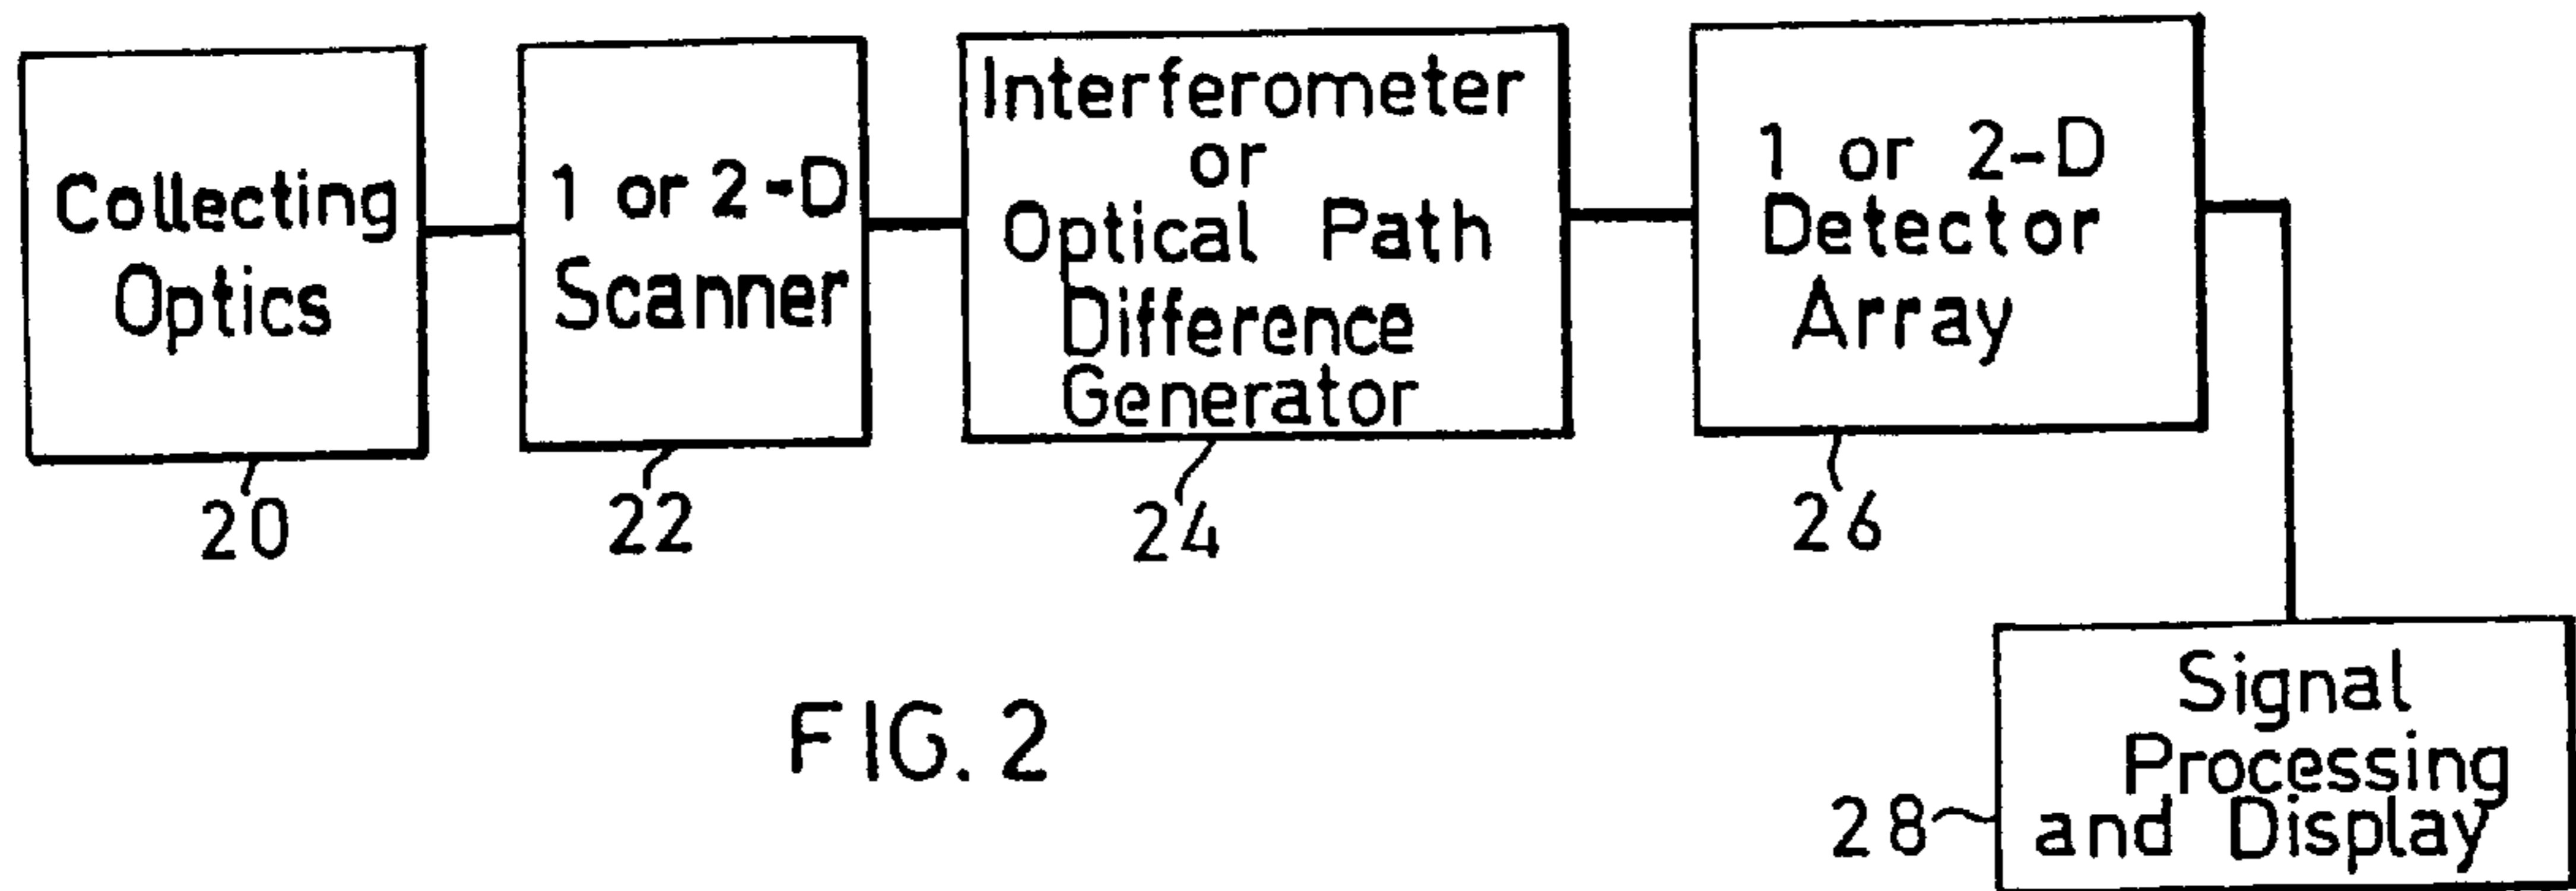 Collecting
Optics
20
1 or 2-D
Scanner
22
Interferometer
or
Optical Path
Difference
Generator
24
1 or 2-D
Detector
Array
26
Signal
Processing
and Display
28
FIG. 2